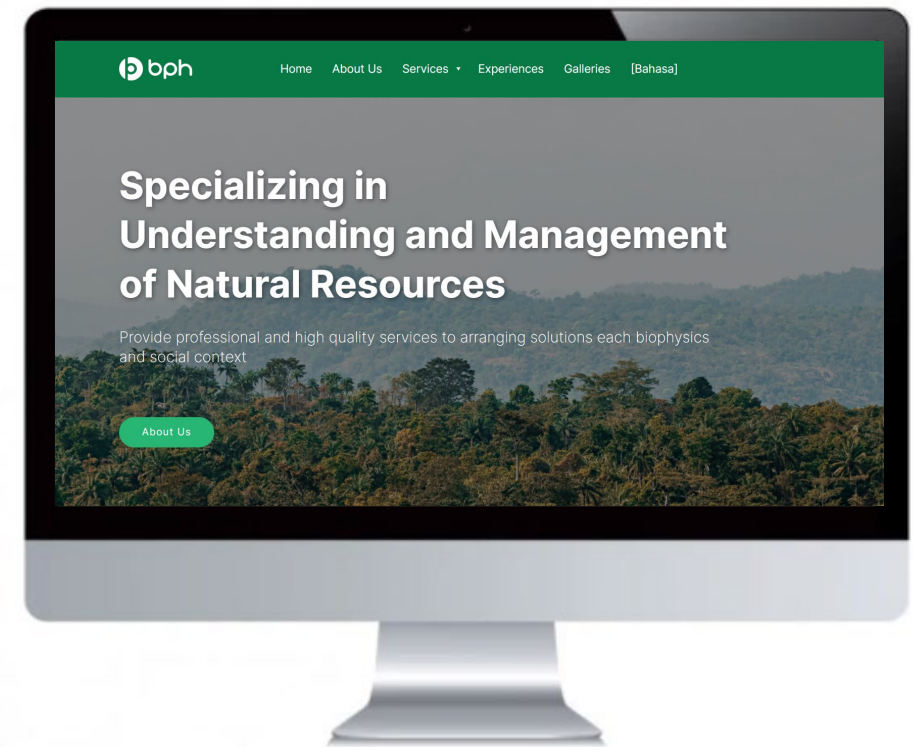 bph
Home About Us Services Experiences Galleries [Bahasa]
Specializing in
Understanding and Management
of Natural Resources
Provide professional and high quality services to arranging solutions each biophysics
and social context
About Us